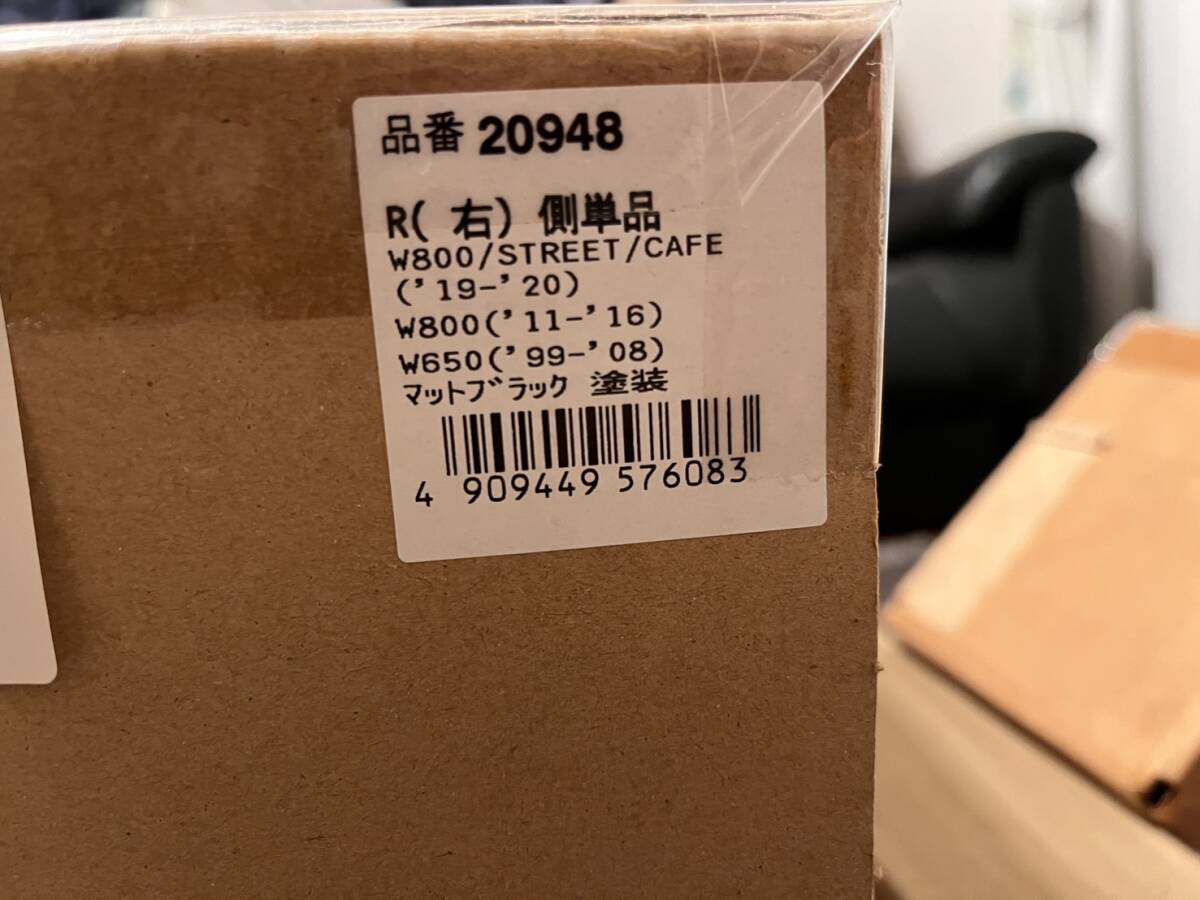 品番 20948
R( 右) 側単品
W800/STREET/CAFE
('19-'20)
W800('11-'16)
W650('99-'08)
ﾏｯﾄﾌﾞﾗｯｸ 塗装
4 909449 576083